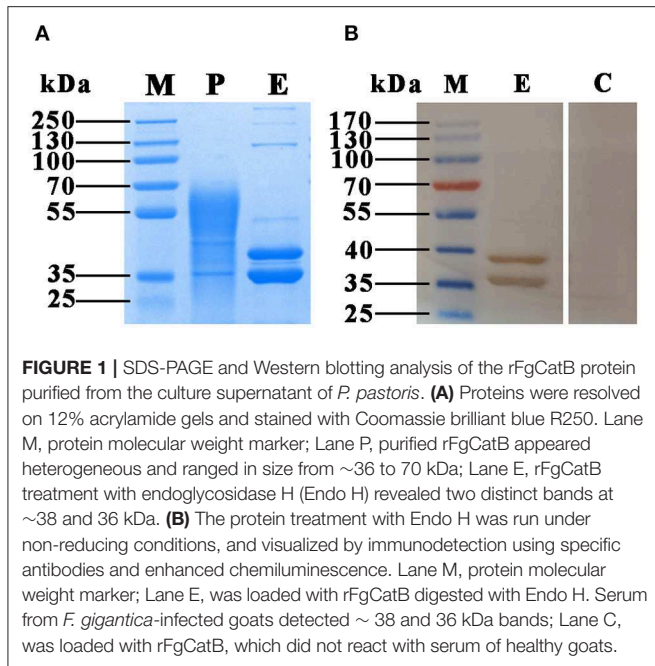 A
B
kDa M P E
250
130
100
70
55
35
25
kDa M E C
170
130
100
70
55
40
35
25
FIGURE 1 | SDS-PAGE and Western blotting analysis of the rFgCatB protein
purified from the culture supernatant of P. pastoris. (A) Proteins were resolved
on 12% acrylamide gels and stained with Coomassie brilliant blue R250. Lane
M, protein molecular weight marker; Lane P, purified rFgCatB appeared
heterogeneous and ranged in size from ~36 to 70 kDa; Lane E, rFgCatB
treatment with endoglycosidase H (Endo H) revealed two distinct bands at
~38 and 36 kDa. (B) The protein treatment with Endo H was run under
non-reducing conditions, and visualized by immunodetection using specific
antibodies and enhanced chemiluminescence. Lane M, protein molecular
weight marker; Lane E, was loaded with rFgCatB digested with Endo H. Serum
from F. gigantica-infected goats detected ~ 38 and 36 kDa bands; Lane C,
was loaded with rFgCatB, which did not react with serum of healthy goats.